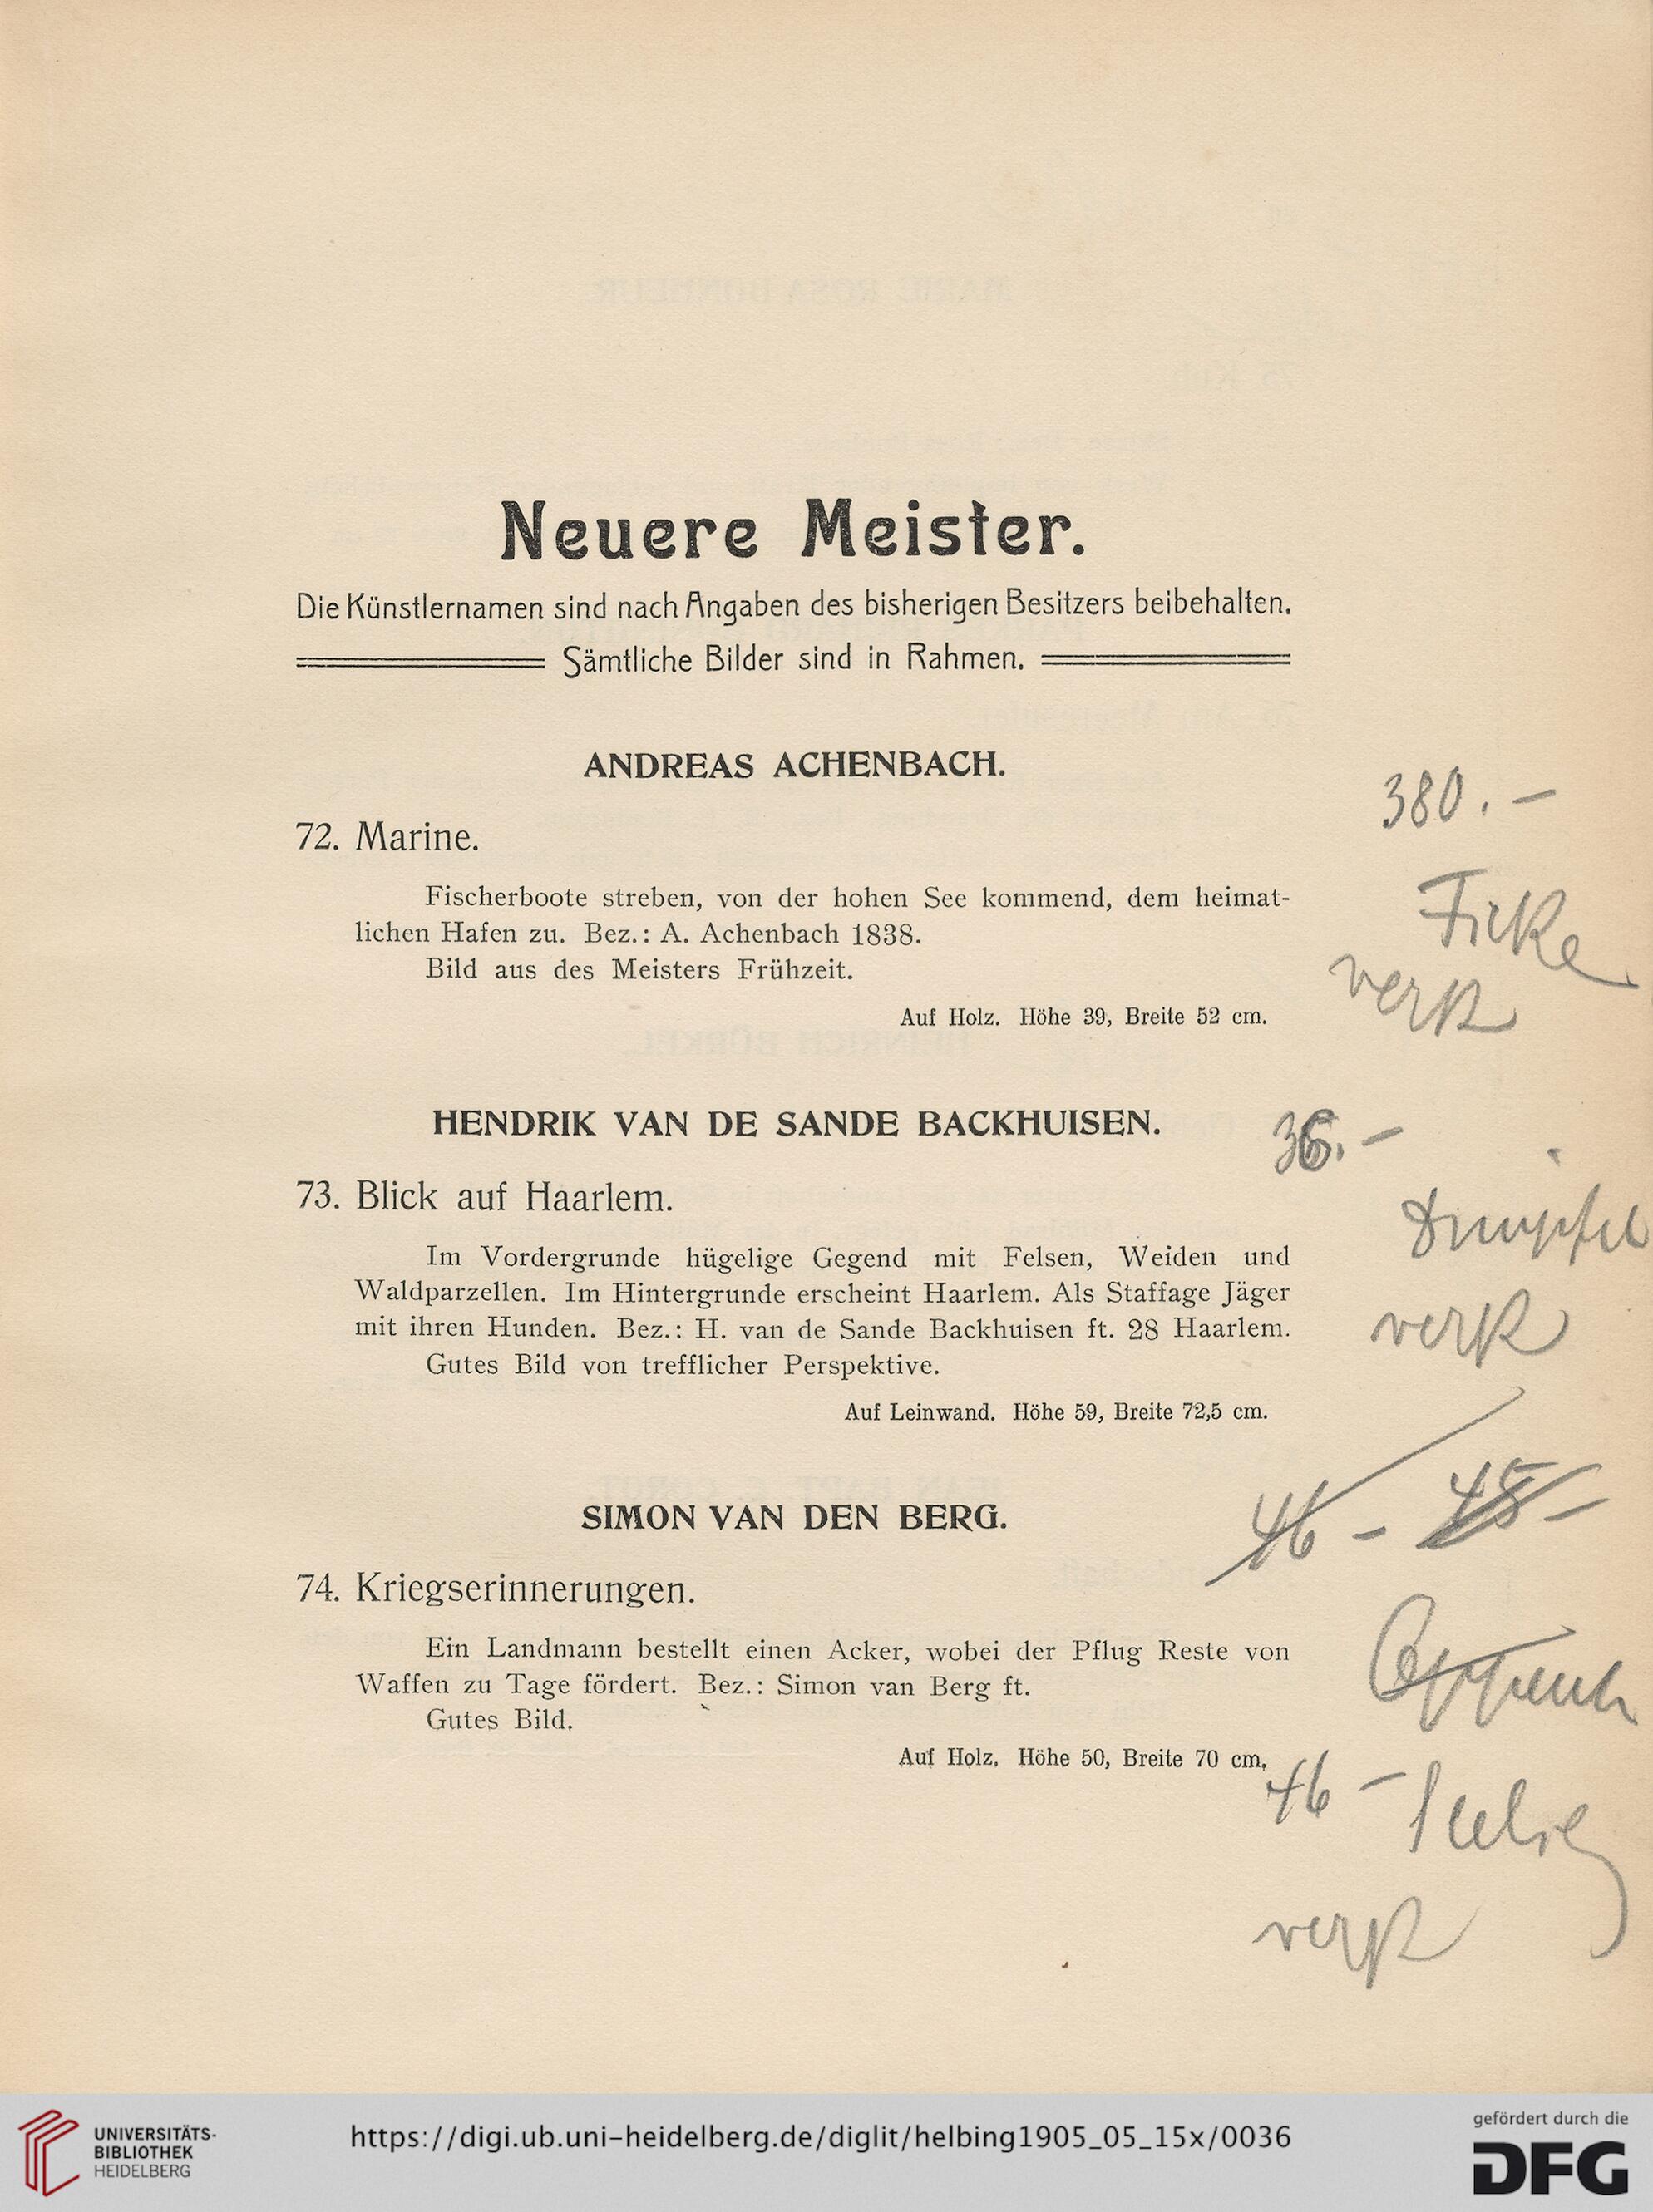 Neuere Meister.
Die Künstlernamen sind nach Angaben des bisherigen Besitzers beibehalten.
Sämtliche Bilder sind in Rahmen.
ANDREAS ACHENBACH.
380.-
72. Marine.
Fischerboote streben, von der hohen See kommend, dem heimat-
lichen Hafen zu. Bez.: A. Achenbach 1838.
Ficke
Bild aus des Meisters Frühzeit.
verk
Auf Holz. Höhe 39, Breite 52 cm.
HENDRIK VAN DE SANDE BACKHUISEN.
36.-
73. Blick auf Haarlem.
Im Vordergrunde hügelige Gegend mit Felsen, Weiden und
Waldparzellen. Im Hintergrunde erscheint Haarlem. Als Staffage Jäger
mit ihren Hunden. Bez.: H. van de Sande Backhuisen ft. 28 Haarlem.
verk
Gutes Bild von trefflicher Perspektive.
Auf Leinwand. Höhe 59, Breite 72,5 cm.
SIMON VAN DEN BERG.
46 - 45-
74. Kriegserinnerungen.
Ein Landmann bestellt einen Acker, wobei der Pflug Reste von
Waffen zu Tage fördert. Bez.: Simon van Berg ft.
Gutes Bild.
Auf Holz. Höhe 50, Breite 70 cm.
46 -
verk
UNIVERSITÄTS-
BIBLIOTHEK
HEIDELBERG
https://digi.ub.uni-heidelberg.de/diglit/helbing1905_05_15x/0036
gefördert durch die
DFG